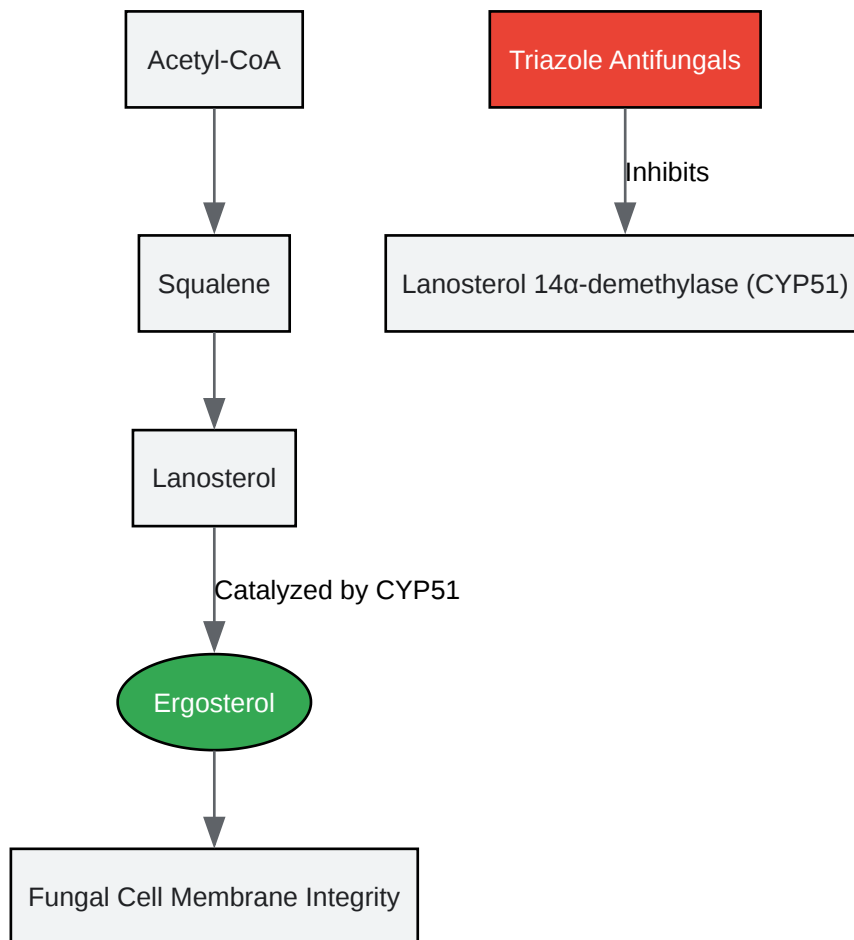 Acetyl-CoA
Triazole Antifungals
Inhibits
Squalene
Lanosterol 14α-demethylase (CYP51)
Lanosterol
Catalyzed by CYP51
Ergosterol
Fungal Cell Membrane Integrity